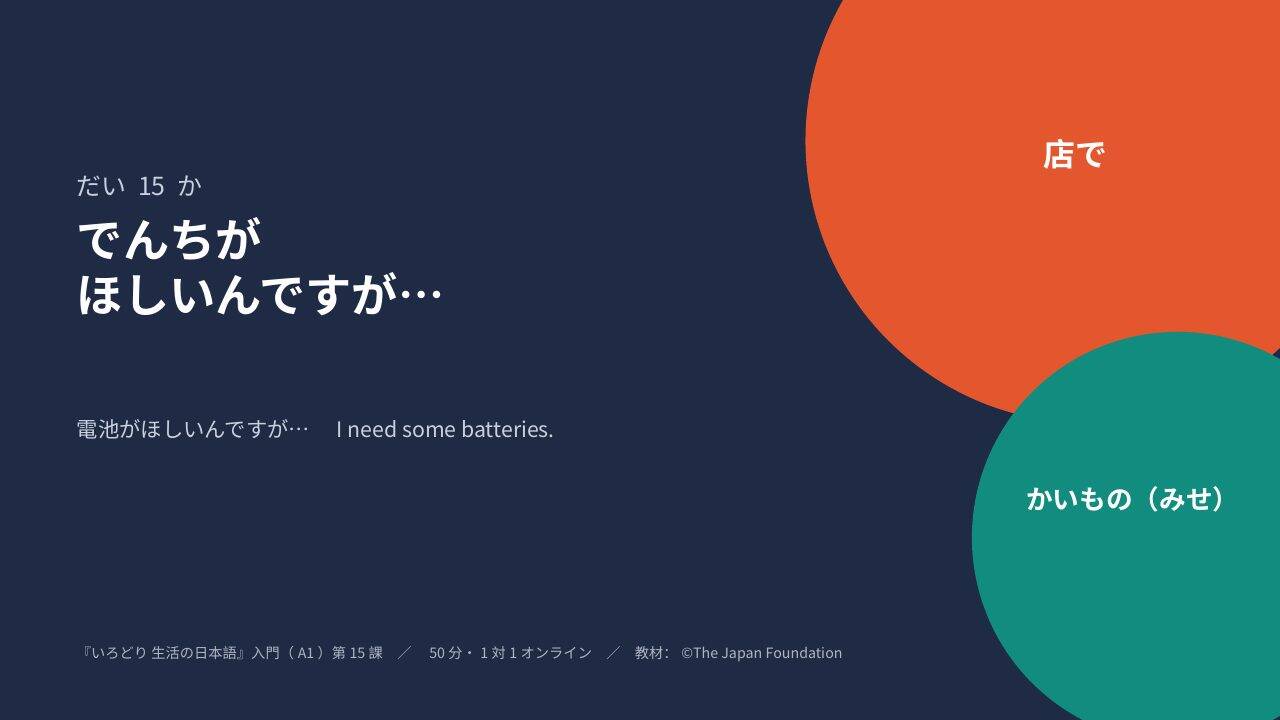 だい 15 か
でんちが
ほしいんですが…
電池がほしいんですが… I need some batteries.
店で
かいもの（みせ）
『いろどり 生活の日本語』入門（ A1 ）第 15 課 ／ 50 分・ 1 対 1 オンライン ／ 教材： ©The Japan Foundation